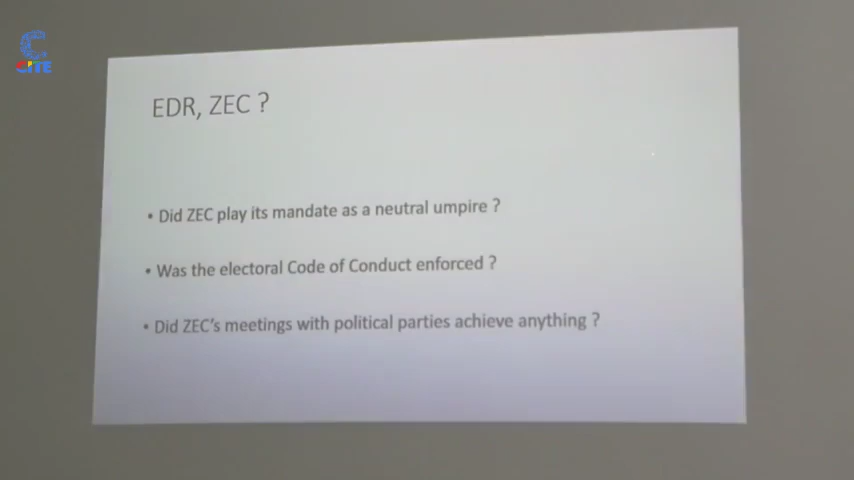 CITE
EDR, ZEC ?
• Did ZEC play its mandate as a neutral umpire ?
• Was the electoral Code of Conduct enforced ?
• Did ZEC's meetings with political parties achieve anything ?